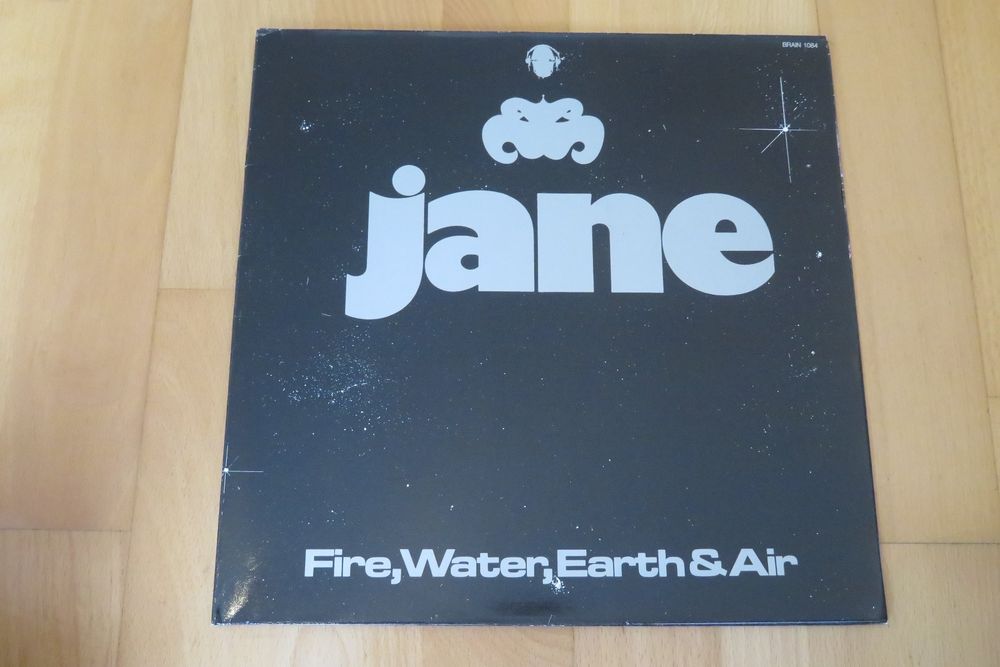 BRAIN 1084
jane
Fire,Water,Earth & Air